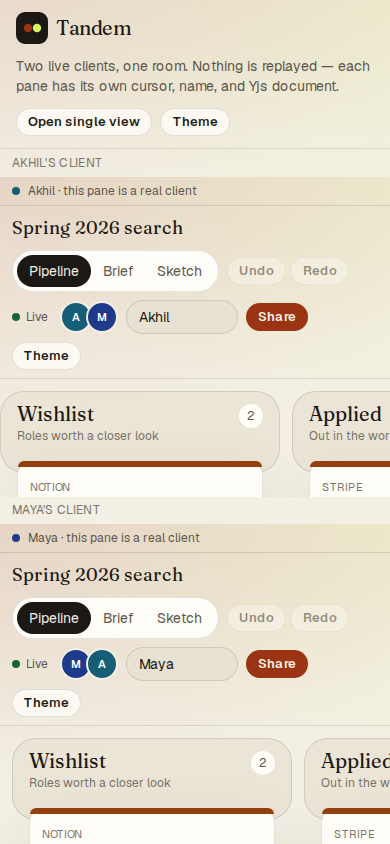 Tandem
Two live clients, one room. Nothing is replayed — each
pane has its own cursor, name, and Yjs document.
Open single view Theme
AKHIL'S CLIENT
Akhil · this pane is a real client
Spring 2026 search
Pipeline Brief Sketch Undo Redo
Live A M Akhil Share
Theme
Wishlist 2 Applied
Roles worth a closer look Out in the wor
NOTION STRIPE
MAYA'S CLIENT
Maya · this pane is a real client
Spring 2026 search
Pipeline Brief Sketch Undo Redo
Live M A Maya Share
Theme
Wishlist 2 Applied
Roles worth a closer look Out in the w
NOTION STRIPE